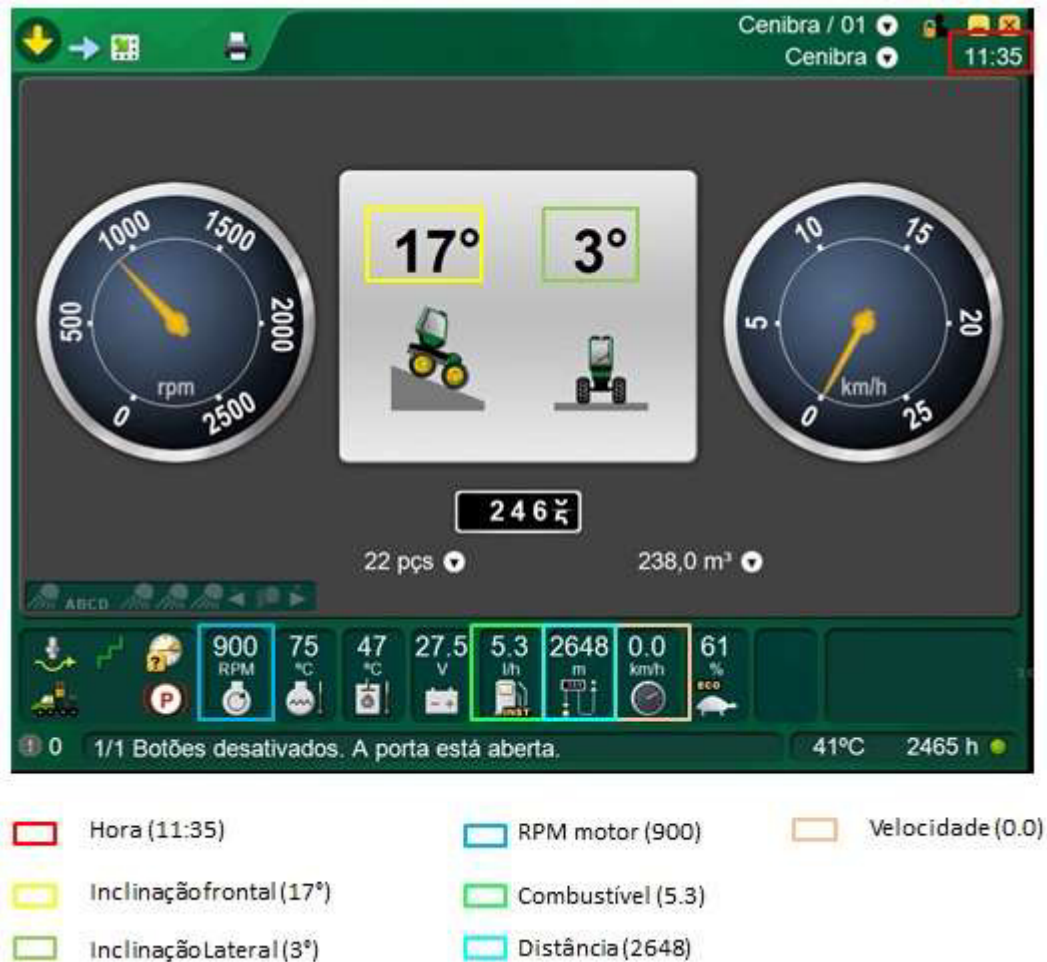 Cenibra / 01
Cenibra
11:35
1000
1500
500
2000
rpm
0
2500
17°
3°
10
15
5
20
km/h
0
25
2465
22 pçs
238,0 m³
ABCD
900
RPM
75
°C
47
°C
27.5
V
5.3
l/h
INST
2648
m
0.0
km/h
61
%
ECO
?
P
0
1/1 Botões desativados. A porta está aberta.
41°C
2465 h
Hora (11:35)
RPM motor (900)
Velocidade (0.0)
Inclinação frontal (17°)
Combustível (5.3)
Inclinação Lateral (3°)
Distância (2648)